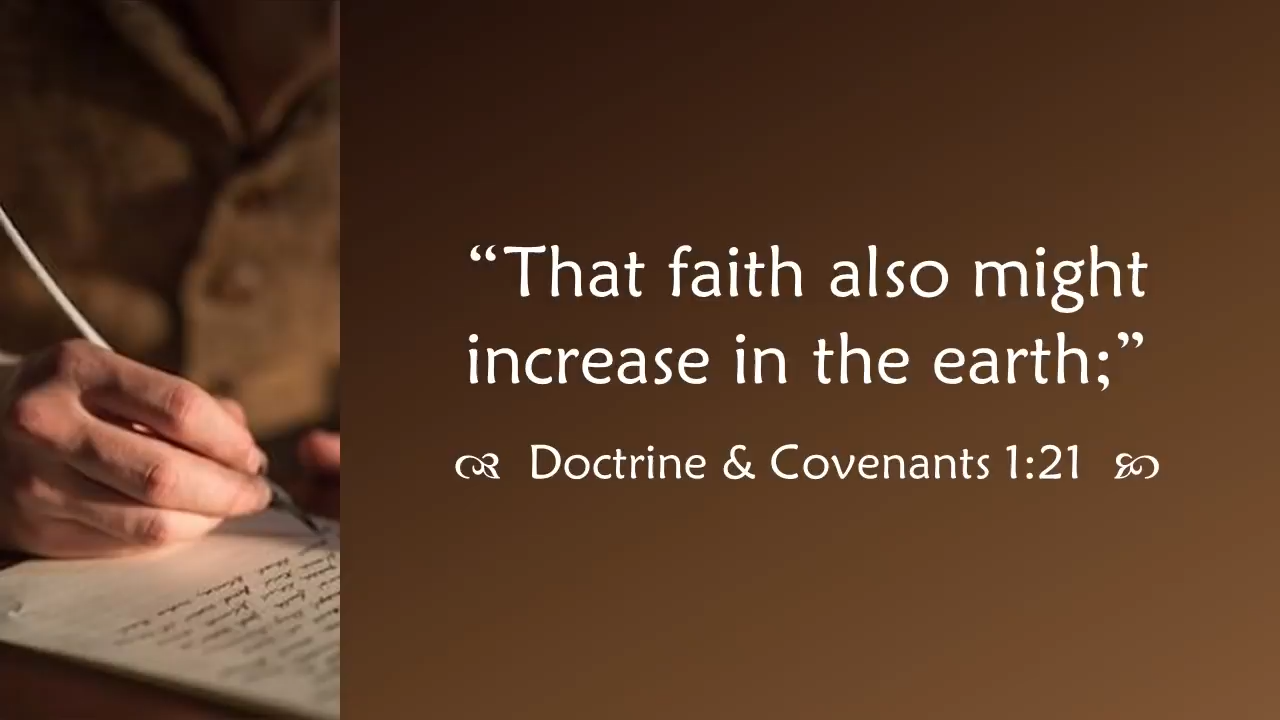 “That faith also might
increase in the earth;”
Doctrine & Covenants 1:21